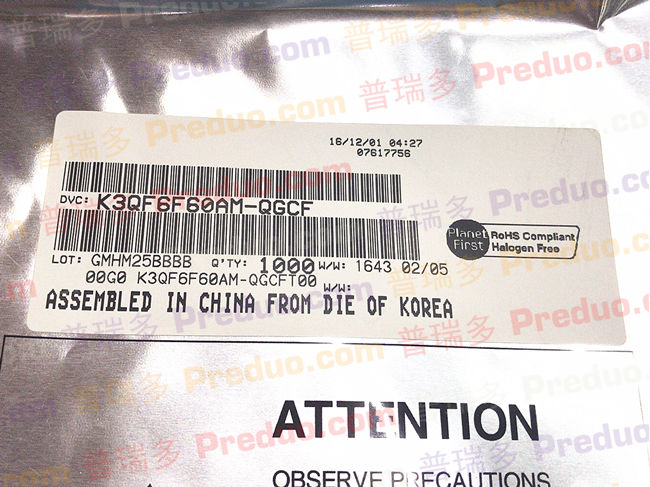 普瑞多 Preduo.com
16/12/01 04:27
07617756
DVC: K3QF6F60AM-QGCF
Planet First RoHS Compliant
Halogen Free
LOT: GMHM25BBBB Q'TY: 1000 W/W: 1643 02/05
00G0 K3QF6F60AM-QGCFT00 W/W:
ASSEMBLED IN CHINA FROM DIE OF KOREA
ATTENTION
OBSERVE PRECAUTIONS